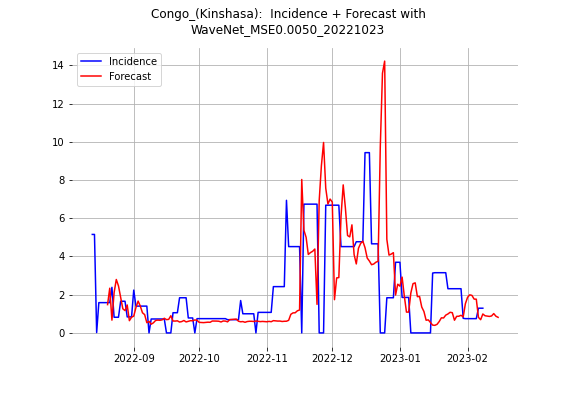 Congo_(Kinshasa):  Incidence + Forecast with
WaveNet_MSE0.0050_20221023
Incidence
Forecast
14
12
10
8
6
4
2
0
2022-09 2022-10 2022-11 2022-12 2023-01 2023-02